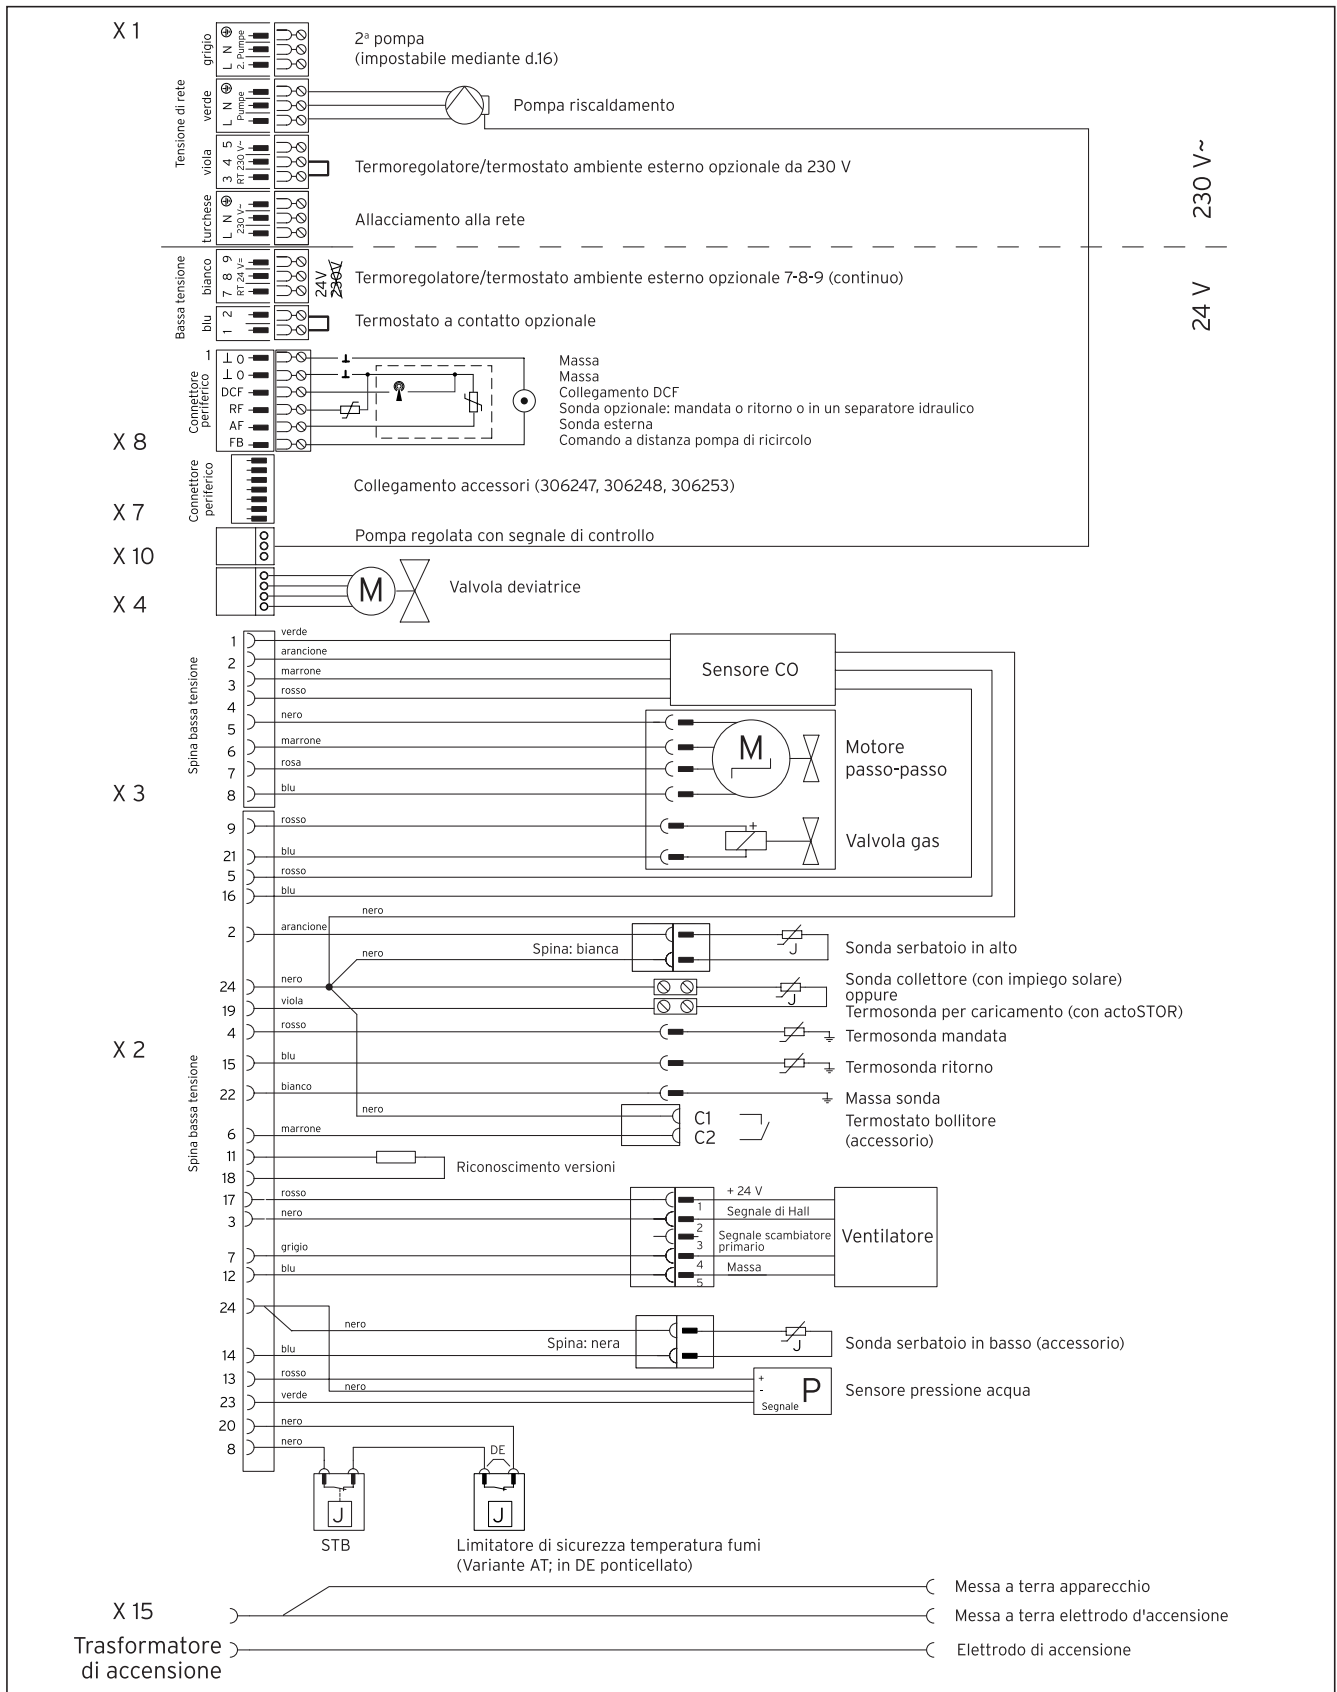 X 1
grigio
L N
2. Pumpe
2ª pompa
(impostabile mediante d.16)
Tensione di rete
verde
L N
Pumpe
Pompa riscaldamento
viola
3 4 5
RT 230 V~
Termoregolatore/termostato ambiente esterno opzionale da 230 V
230 V~
turchese
L N
230 V~
Allacciamento alla rete
Bassa tensione
bianco
7 8 9
RT 24 V=
24V
230V
Termoregolatore/termostato ambiente esterno opzionale 7-8-9 (continuo)
24 V
blu
1 2
Termostato a contatto opzionale
X 8
Connettore
periferico
1
0
0
DCF
RF
AF
FB
Massa
Massa
Collegamento DCF
Sonda opzionale: mandata o ritorno o in un separatore idraulico
Sonda esterna
Comando a distanza pompa di ricircolo
X 7
Connettore
periferico
Collegamento accessori (306247, 306248, 306253)
X 10
Pompa regolata con segnale di controllo
X 4
M
Valvola deviatrice
X 3
Spina bassa tensione
1 verde
2 arancione
3 marrone
4 rosso
Sensore CO
5 nero
6 marrone
7 rosa
8 blu
M
Motore
passo-passo
9 rosso
+
21 blu
Valvola gas
5 rosso
16 blu
nero
X 2
Spina bassa tensione
2 arancione
nero
Spina: bianca
J
Sonda serbatoio in alto
24 nero
19 viola
J
Sonda collettore (con impiego solare)
oppure
Termosonda per caricamento (con actoSTOR)
4 rosso
Termosonda mandata
15 blu
Termosonda ritorno
22 bianco
Massa sonda
nero
6 marrone
C1
C2
Termostato bollitore
(accessorio)
11
18
Riconoscimento versioni
17 rosso
3 nero
7 grigio
12 blu
1
2
3
4
5
+ 24 V
Segnale di Hall
Segnale scambiatore
primario
Massa
Ventilatore
24
nero
14 blu
Spina: nera
J
Sonda serbatoio in basso (accessorio)
13 rosso
nero
23 verde
+
-
Segnale
P
Sensore pressione acqua
20 nero
8 nero
DE
J
J
STB
Limitatore di sicurezza temperatura fumi
(Variante AT; in DE ponticellato)
X 15
Messa a terra apparecchio
Messa a terra elettrodo d'accensione
Trasformatore
di accensione
Elettrodo di accensione